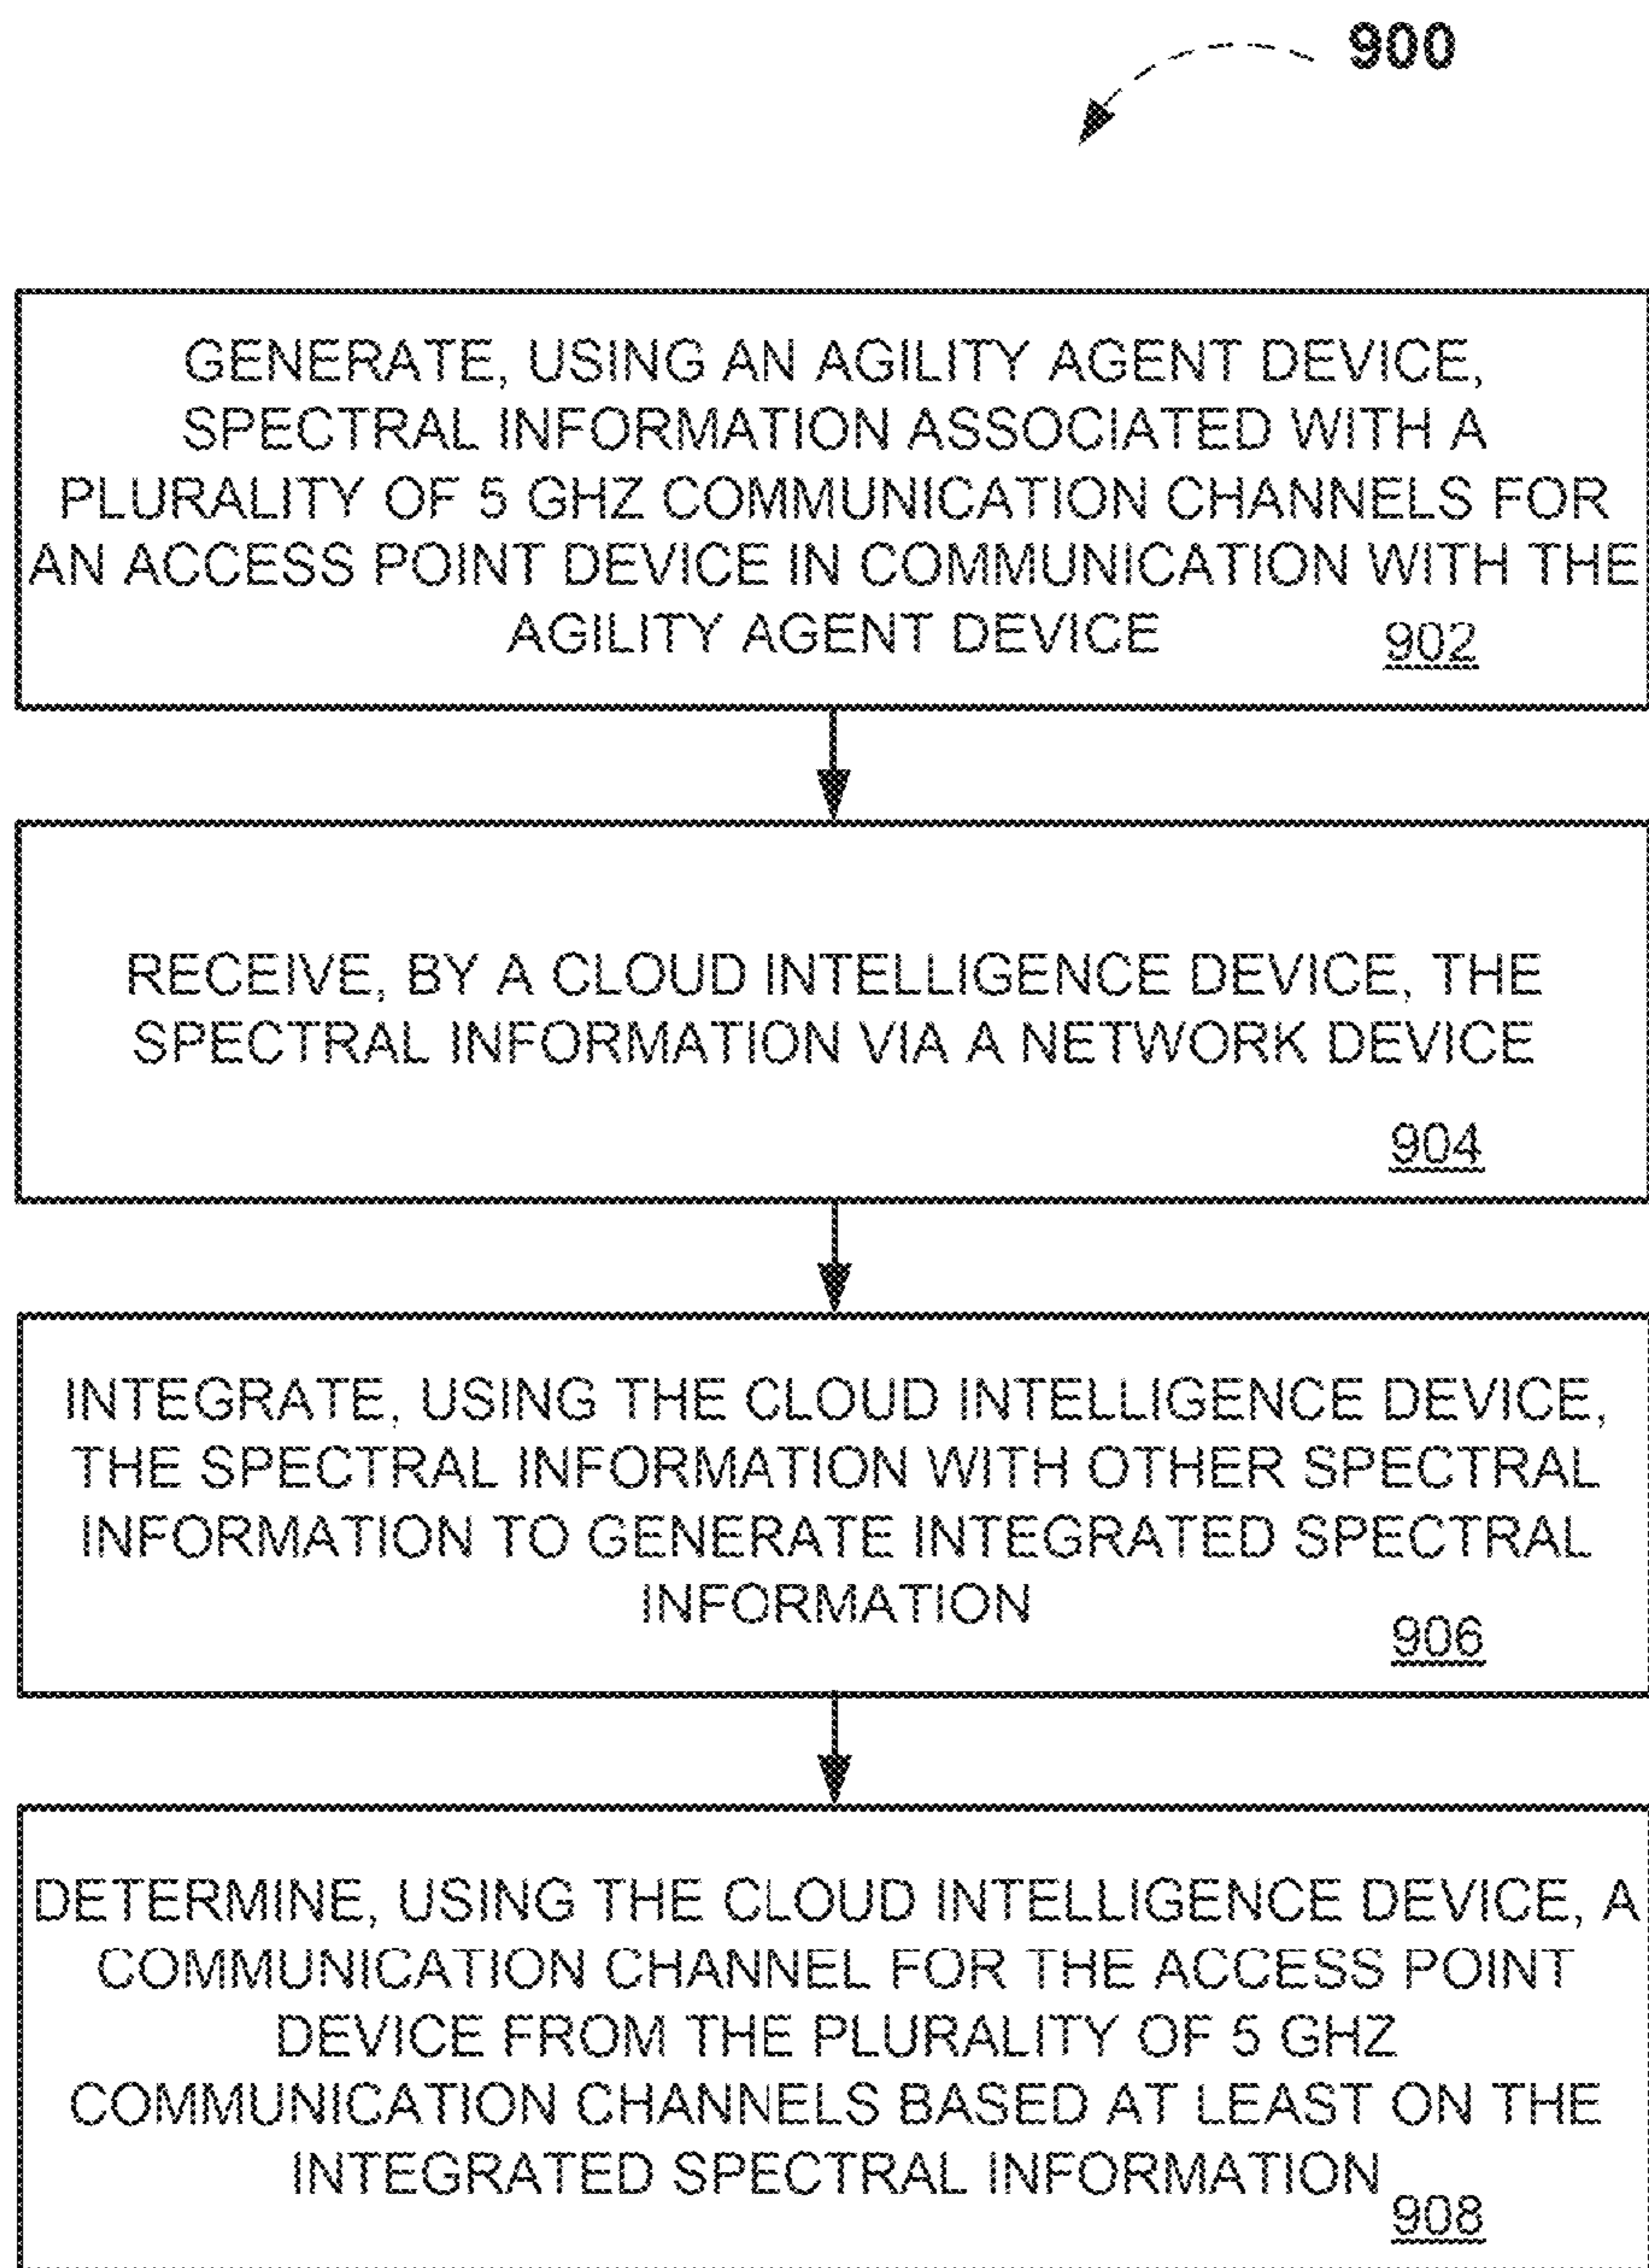 900
GENERATE, USING AN AGILITY AGENT DEVICE,
SPECTRAL INFORMATION ASSOCIATED WITH A
PLURALITY OF 5 GHZ COMMUNICATION CHANNELS FOR
AN ACCESS POINT DEVICE IN COMMUNICATION WITH THE
AGILITY AGENT DEVICE 902
RECEIVE, BY A CLOUD INTELLIGENCE DEVICE, THE
SPECTRAL INFORMATION VIA A NETWORK DEVICE
904
INTEGRATE, USING THE CLOUD INTELLIGENCE DEVICE,
THE SPECTRAL INFORMATION WITH OTHER SPECTRAL
INFORMATION TO GENERATE INTEGRATED SPECTRAL
INFORMATION
906
DETERMINE, USING THE CLOUD INTELLIGENCE DEVICE, A
COMMUNICATION CHANNEL FOR THE ACCESS POINT
DEVICE FROM THE PLURALITY OF 5 GHZ
COMMUNICATION CHANNELS BASED AT LEAST ON THE
INTEGRATED SPECTRAL INFORMATION
908